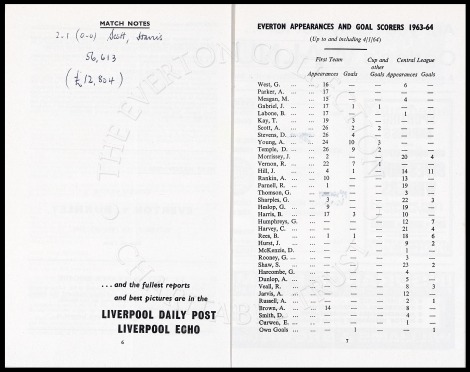 MATCH NOTES
2.1 (0-0) Scott, Harris
56,613
(£12,804)
... and the fullest reports
and best pictures are in the
LIVERPOOL DAILY POST
LIVERPOOL ECHO
6
EVERTON APPEARANCES AND GOAL SCORERS 1963-64
(Up to and including 4/1/64)
First Team Cup and other Central League
Appearances Goals Goals Appearances Goals
West, G. ... ... 16 — — 6 —
Parker, A. ... ... 17 — — — —
Meagan, M. ... ... 15 — — 4 —
Gabriel, J. ... ... 17 1 1 — —
Labone, B. ... ... 17 — — 1 —
Kay, T. ... ... 19 3 — — —
Scott, A. ... ... 26 2 2 — —
Stevens, D. ... ... 26 4 — — —
Young, A. ... ... 24 10 3 — —
Temple, D. ... ... 26 9 2 — —
Morrissey, J. ... ... 2 — — 20 4
Vernon, R. ... ... 22 7 1 — —
Hill, J. ... ... 4 1 — 14 11
Rankin, A. ... ... 10 — — 13 —
Parnell, R. ... ... 1 — — 19 —
Thomson, G. ... ... — — — 3 —
Sharples, G. ... ... 3 — — 22 3
Heslop, G. ... ... 9 — — 19 —
Harris, B. ... ... 17 3 — 10 —
Humphreys, G. ... ... — — — 12 7
Harvey, C. ... ... — — — 21 4
Rees, B. ... ... 1 1 — 18 6
Hurst, J. ... ... — — — 9 2
McKenzie, D. ... ... — — — 1 —
Rooney, G. ... ... — — — 3 —
Shaw, S. ... ... — — — 23 2
Harcombe, G. ... ... — — — 4 —
Dunlop, A. ... ... — — — 5 —
Veall, R. ... ... — — — 8 3
Jarvis, A. ... ... — — — 12 —
Russell, A. ... ... — — — 2 1
Brown, A. ... ... 14 — — 8 —
Smith, D. ... ... — — — 4 —
Curwen, E. ... ... — — — 1 —
Own Goals ... ... — — — — 1
7